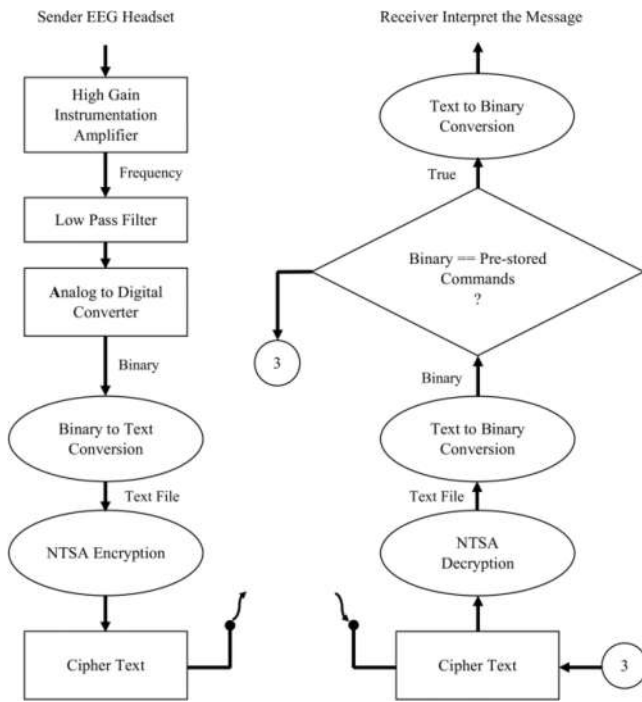 Sender EEG Headset
High Gain
Instrumentation
Amplifier
Frequency
Low Pass Filter
Analog to Digital
Converter
Binary
Binary to Text
Conversion
Text File
NTSA Encryption
Cipher Text
Receiver Interpret the Message
Text to Binary
Conversion
True
Binary == Pre-stored
Commands
?
3
Binary
Text to Binary
Conversion
Text File
NTSA
Decryption
Cipher Text
3